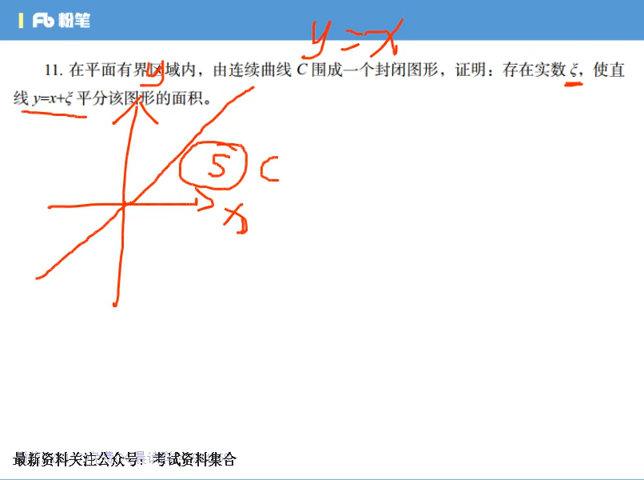 粉笔
y=x
11. 在平面有界区域内，由连续曲线 C 围成一个封闭图形，证明：存在实数 ξ，使直
线 y=x+ξ 平分该图形的面积。
y
S C
x
最新资料关注公众号：考试资料集合